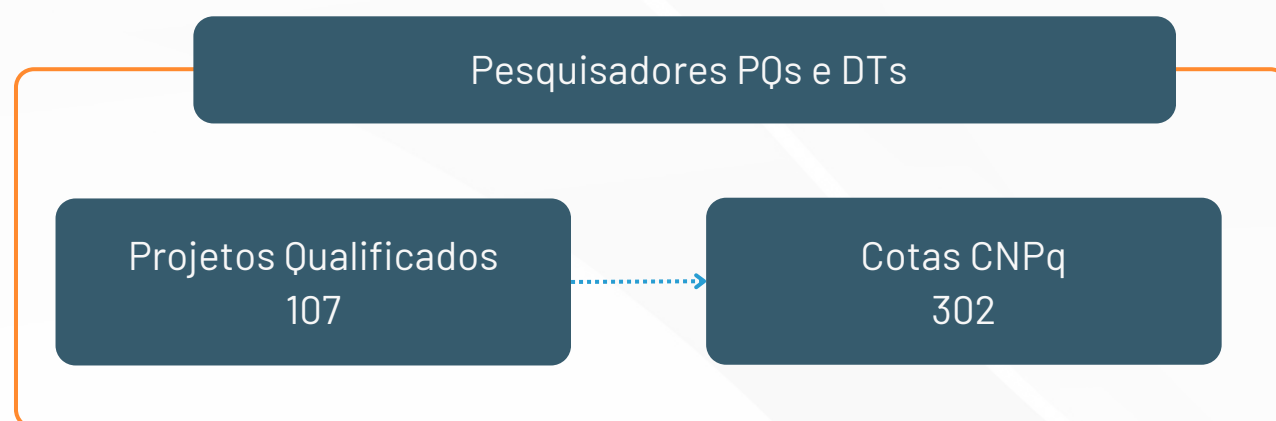 Pesquisadores PQs e DTs
Projetos Qualificados
107
Cotas CNPq
302